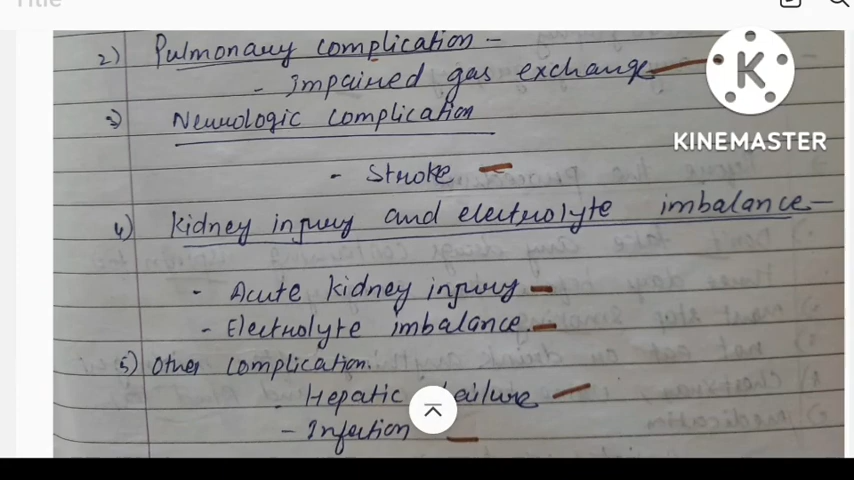 Title
2) Pulmonary complication -
- Impaired gas exchange
K
KINEMASTER
3) Neurologic complication
- Stroke
4) Kidney injury and electrolyte imbalance -
- Acute kidney injury
- Electrolyte imbalance
5) Other complication.
- Hepatic failure
- Infection